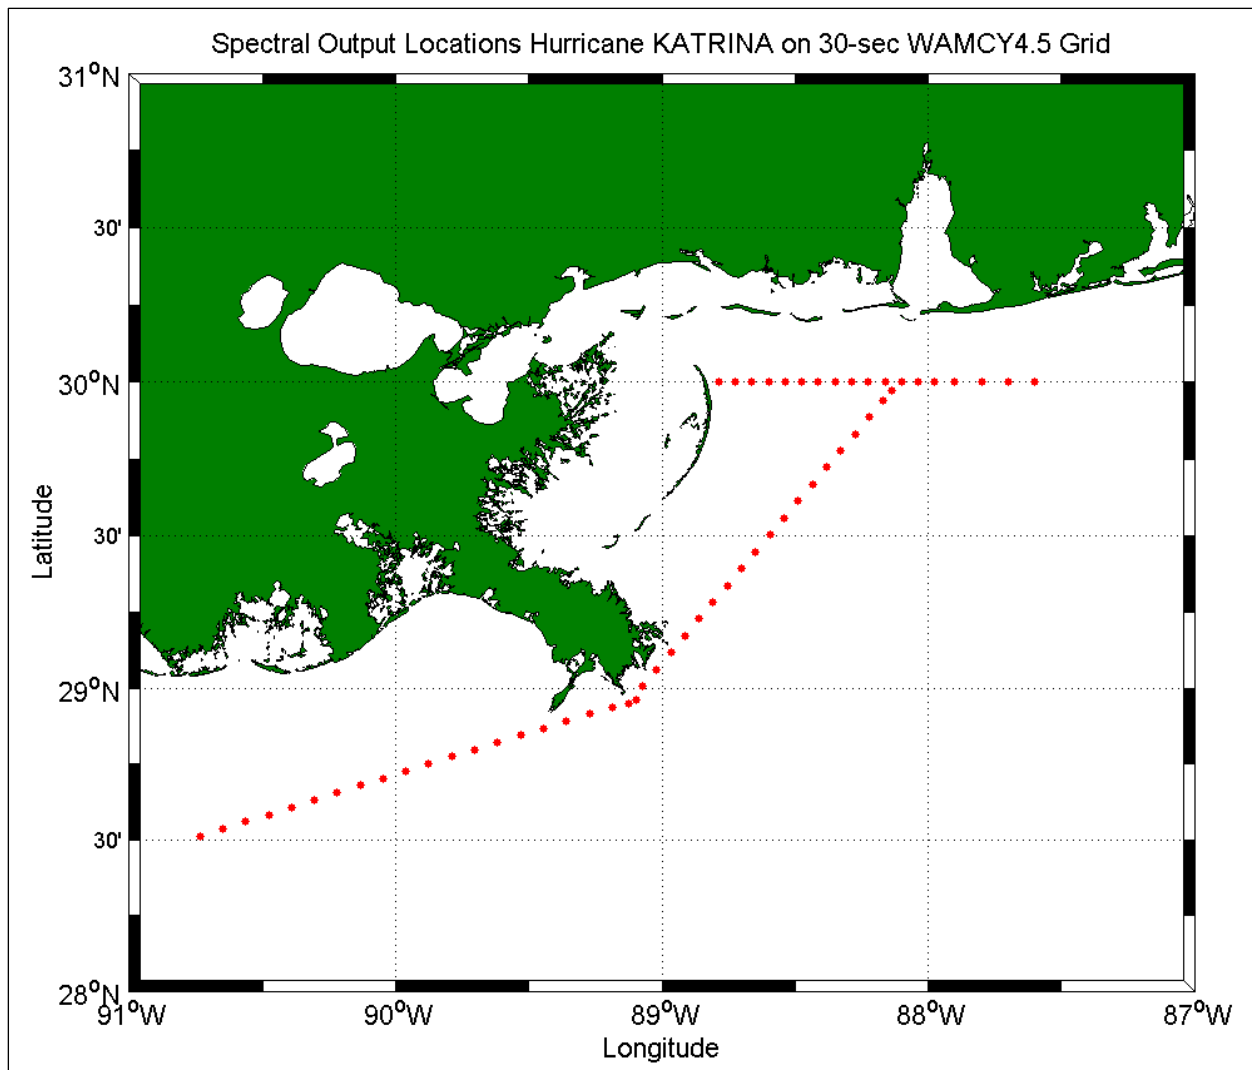 Spectral Output Locations Hurricane KATRINA on 30-sec WAMCY4.5 Grid
31°N
30'
30°N
30'
29°N
30'
28°N
Latitude
91°W 90°W 89°W 88°W 87°W
Longitude